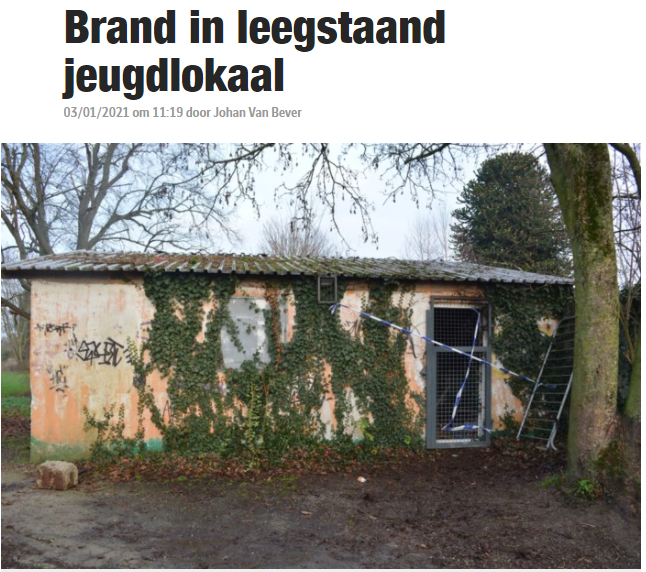 Brand in leegstaand
jeugdlokaal
03/01/2021 om 11:19 door Johan Van Bever